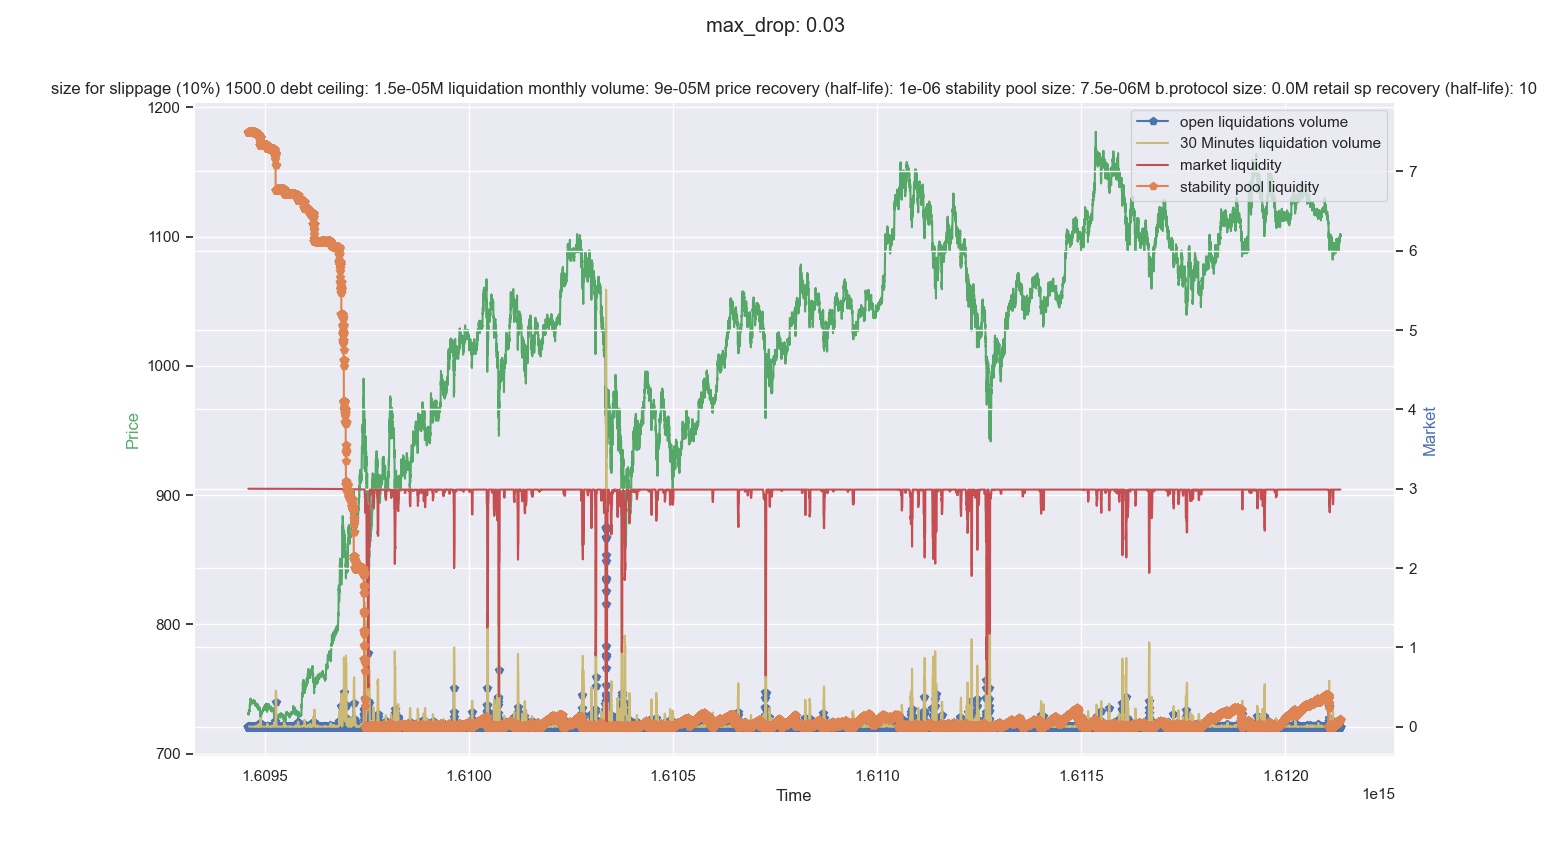 max_drop: 0.03
size for slippage (10%) 1500.0 debt ceiling: 1.5e-05M liquidation monthly volume: 9e-05M price recovery (half-life): 1e-06 stability pool size: 7.5e-06M b.protocol size: 0.0M retail sp recovery (half-life): 10
open liquidations volume
30 Minutes liquidation volume
market liquidity
stability pool liquidity
1200
1100
1000
900
800
700
Price
7
6
5
4
3
2
1
0
Market
1.6095
1.6100
1.6105
1.6110
1.6115
1.6120
1e15
Time